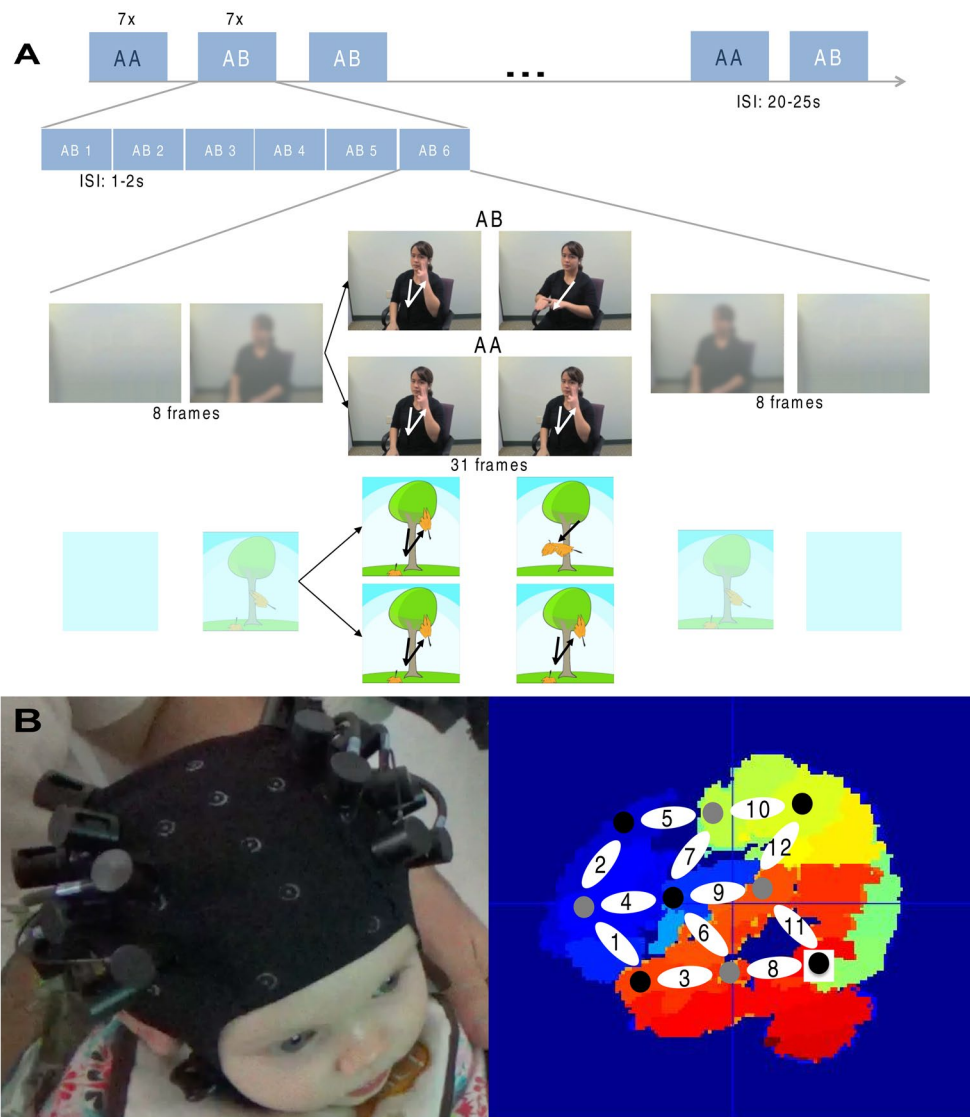 7x 7x
A
AA AB AB ... AA AB
ISI: 20-25s
AB 1 AB 2 AB 3 AB 4 AB 5 AB 6
ISI: 1-2s
AB
AA
8 frames
8 frames
31 frames
B
5 10
2 7 12
4 9
1 6 11
3 8